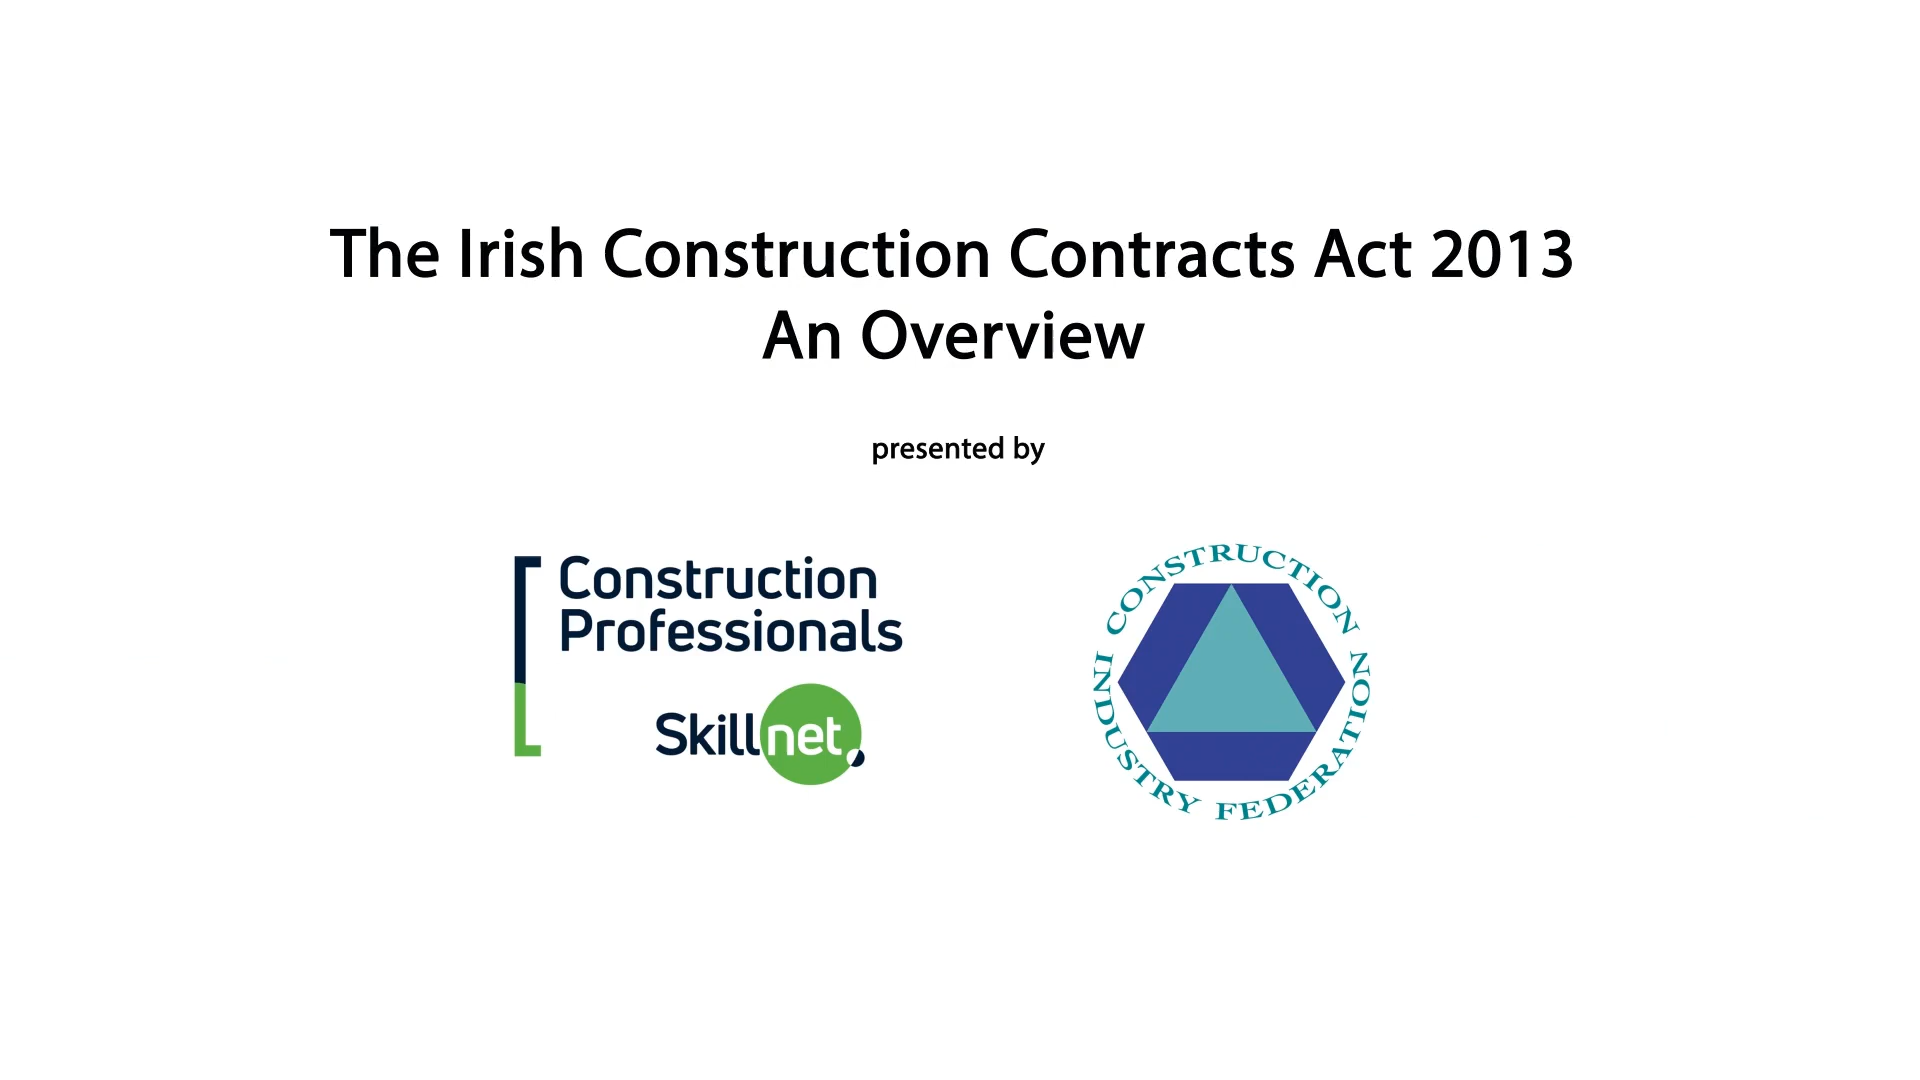 The Irish Construction Contracts Act 2013
An Overview
presented by
Construction
Professionals
Skillnet
CONSTRUCTION
INDUSTRY FEDERATION